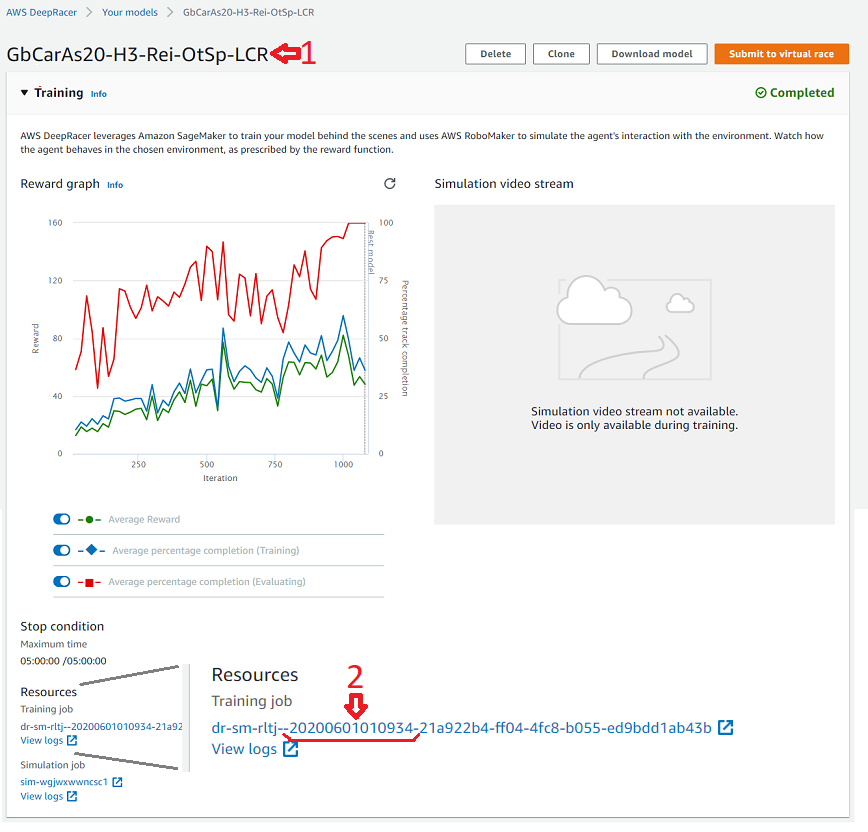 AWS DeepRacer > Your models > GbCarAs20-H3-Rei-OtSp-LCR
GbCarAs20-H3-Rei-OtSp-LCR 1
Delete Clone Download model Submit to virtual race
Training Info Completed
AWS DeepRacer leverages Amazon SageMaker to train your model behind the scenes and uses AWS RoboMaker to simulate the agent's interaction with the environment. Watch how
the agent behaves in the chosen environment, as prescribed by the reward function.
Reward graph Info
Simulation video stream
160 100
120 75
80 50
40 25
0 0
Reward
Best model
Percentage track completion
250 500 750 1000
Iteration
Simulation video stream not available.
Video is only available during training.
Average Reward
Average percentage completion (Training)
Average percentage completion (Evaluating)
Stop condition
Maximum time
05:00:00 /05:00:00
Resources
Training job
dr-sm-rltj--20200601010934-21a92
View logs
Simulation job
sim-wgjwxwwncsc1
View logs
Resources
2
Training job
dr-sm-rltj--20200601010934-21a922b4-ff04-4fc8-b055-ed9bdd1ab43b
View logs